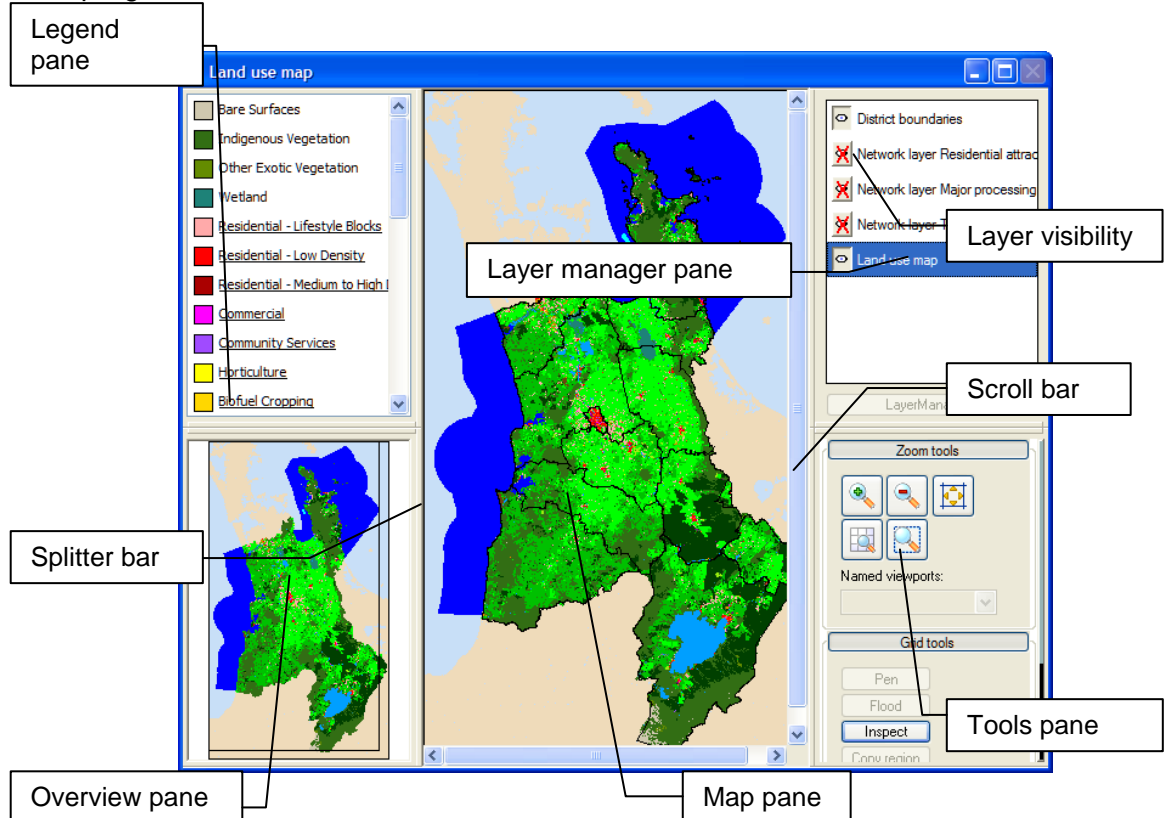 Legend
pane
Land use map
Bare Surfaces
Indigenous Vegetation
Other Exotic Vegetation
Wetland
Residential - Lifestyle Blocks
Residential - Low Density
Residential - Medium to High
Commercial
Community Services
Horticulture
Biofuel Cropping
District boundaries
Network layer Residential attrac
Network layer Major processing
Network layer
Land use map
Layer visibility
Layer manager pane
Scroll bar
LayerMana
Zoom tools
Named viewports:
Splitter bar
Grid tools
Pen
Flood
Inspect
Copy region
Tools pane
Overview pane
Map pane